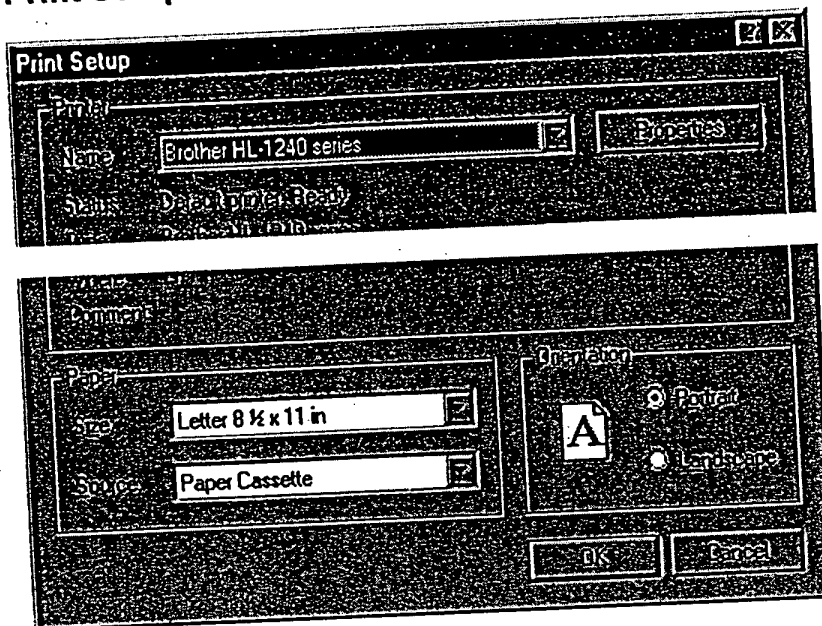 Print Setup
Printer
Name: Brother HL-1240 series
Properties
Status: Default printer; Ready
Comment:
Paper
Size: Letter 8 ½ x 11 in
Source: Paper Cassette
Orientation
A
Portrait
Landscape
OK
Cancel